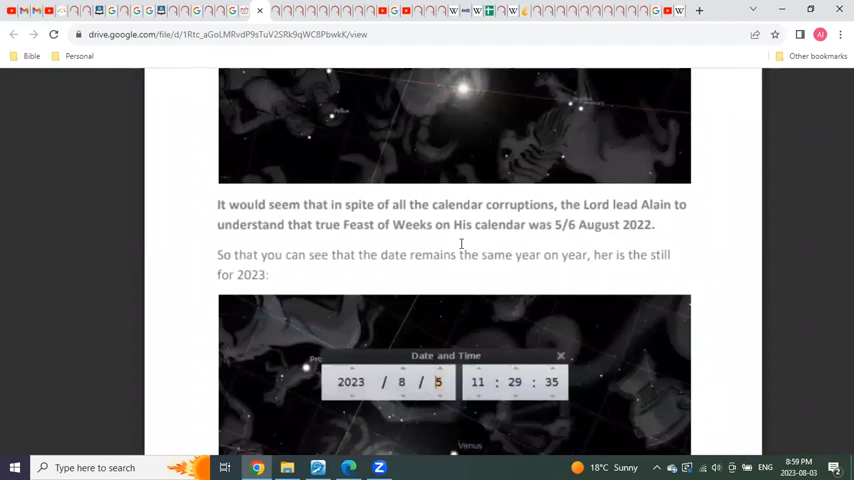 drive.google.com/file/d/1Rtc_aGoLMRvdP9sTuV2SRk9qWC8PbwkK/view
Bible
Personal
Other bookmarks
AI
Pollux
It would seem that in spite of all the calendar corruptions, the Lord lead Alain to
understand that true Feast of Weeks on His calendar was 5/6 August 2022.
So that you can see that the date remains the same year on year, her is the still
for 2023:
Date and Time
Pro
2023 / 8 / 5 11 : 29 : 35
Venus
Type here to search
18°C Sunny
ENG
8:59 PM
2023-08-03
2